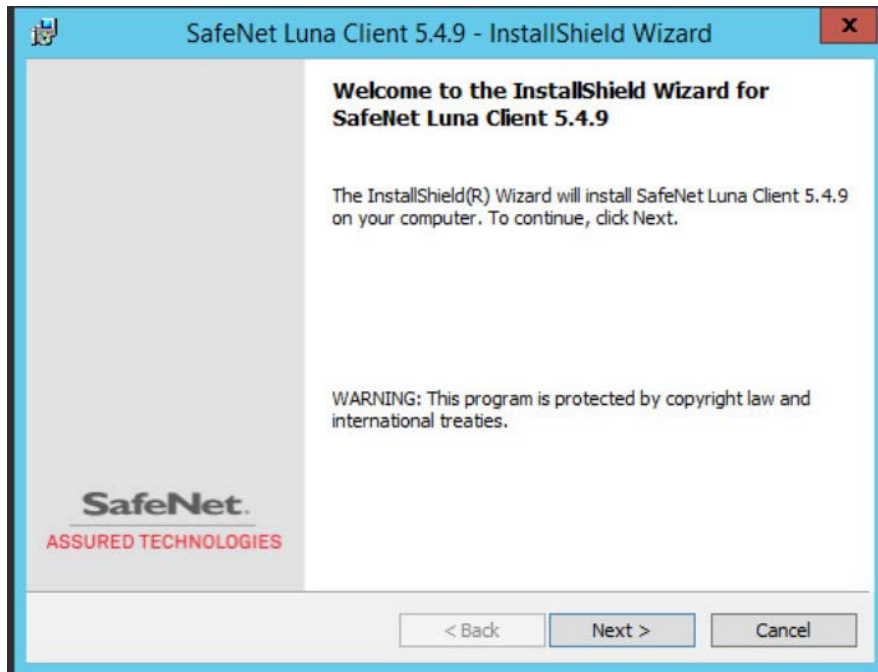 SafeNet Luna Client 5.4.9 - InstallShield Wizard
x
Welcome to the InstallShield Wizard for
SafeNet Luna Client 5.4.9
The InstallShield(R) Wizard will install SafeNet Luna Client 5.4.9
on your computer. To continue, click Next.
WARNING: This program is protected by copyright law and
international treaties.
SafeNet.
ASSURED TECHNOLOGIES
< Back
Next >
Cancel